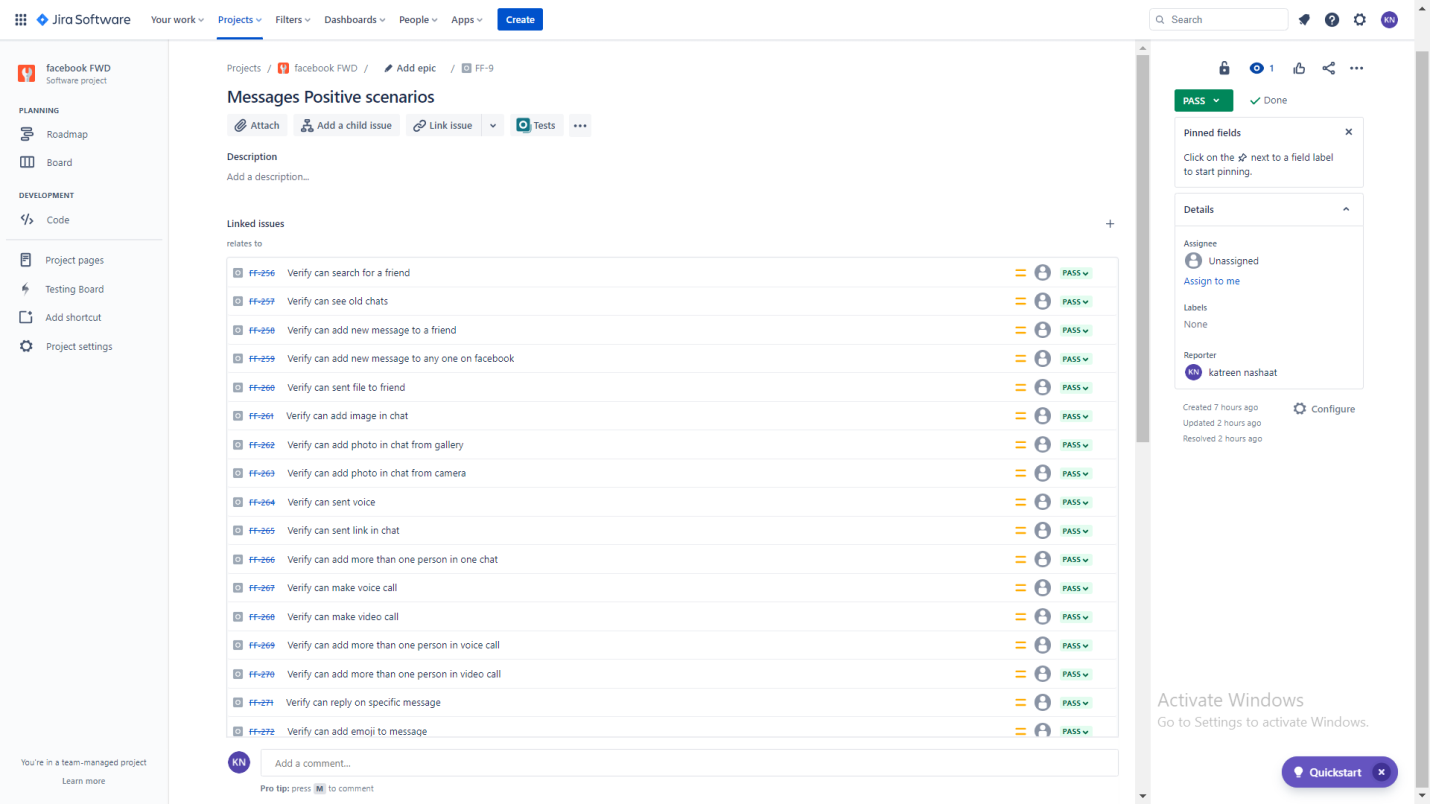 Jira Software Your work Projects Filters Dashboards People Apps Create Search KN
facebook FWD
Software project
PLANNING
Roadmap
Board
DEVELOPMENT
Code
Project pages
Testing Board
Add shortcut
Project settings
You're in a team-managed project
Learn more
Projects / facebook FWD / Add epic / FF-9
Messages Positive scenarios
Attach Add a child issue Link issue Tests
Description
Add a description...
Linked issues
relates to
FF-256 Verify can search for a friend PASS
FF-257 Verify can see old chats PASS
FF-258 Verify can add new message to a friend PASS
FF-259 Verify can add new message to any one on facebook PASS
FF-260 Verify can sent file to friend PASS
FF-261 Verify can add image in chat PASS
FF-262 Verify can add photo in chat from gallery PASS
FF-263 Verify can add photo in chat from camera PASS
FF-264 Verify can sent voice PASS
FF-265 Verify can sent link in chat PASS
FF-266 Verify can add more than one person in one chat PASS
FF-267 Verify can make voice call PASS
FF-268 Verify can make video call PASS
FF-269 Verify can add more than one person in voice call PASS
FF-270 Verify can add more than one person in video call PASS
FF-271 Verify can reply on specific message PASS
FF-272 Verify can add emoji to message PASS
KN Add a comment...
Pro tip: press M to comment
1
PASS Done
Pinned fields
Click on the next to a field label
to start pinning.
Details
Assignee
Unassigned
Assign to me
Labels
None
Reporter
KN katreen nashaat
Created 7 hours ago Configure
Updated 2 hours ago
Resolved 2 hours ago
Activate Windows
Go to Settings to activate Windows.
Quickstart